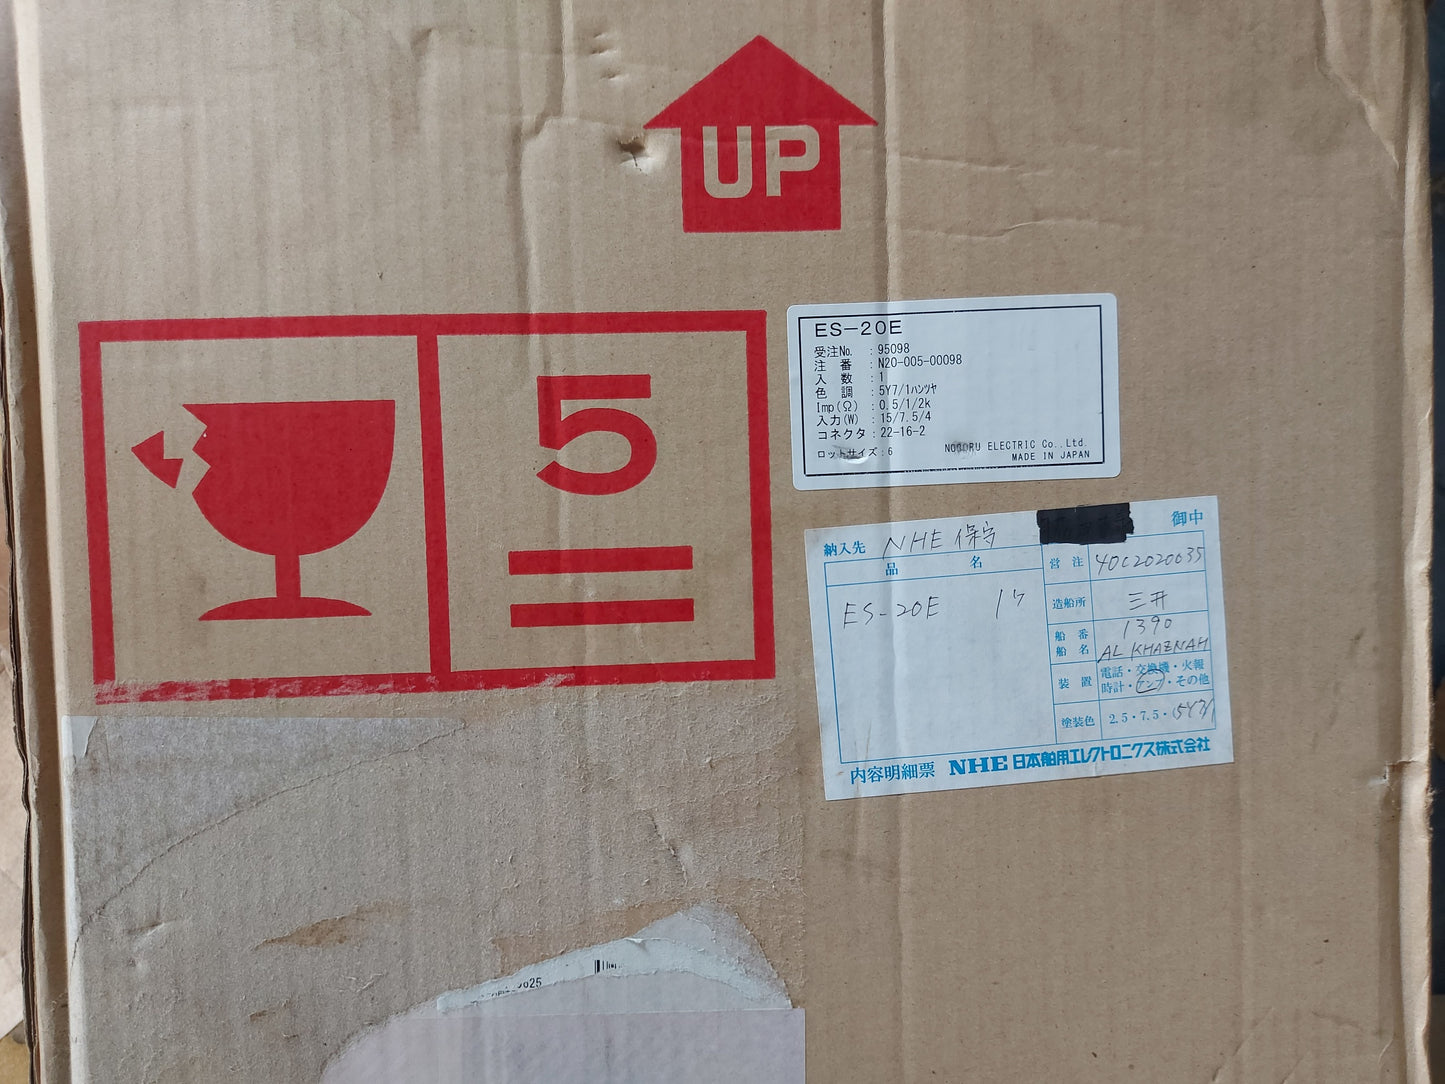 UP
5
ES-20E
受注No. : 95098
注 番 : N20-005-00098
入 数 : 1
色 調 : 5Y7/1ハンツヤ
Imp(Ω) : 0.5/1/2k
入力(W) : 15/7.5/4
コネクタ : 22-16-2
ロットサイズ : 6
NOBORU ELECTRIC Co.,Ltd.
MADE IN JAPAN
納入先 NHE 保守 御中
品 名
ES-20E 1ケ
営 注 40C2020035
造船所 三井
船 番 1390
船 名 AL KHAZNAH
装 置 電話・交換機・火報
時計・アンプ・その他
塗装色 2.5・7.5・(5Y7/1
内容明細票 NHE 日本舶用エレクトロニクス株式会社
2025